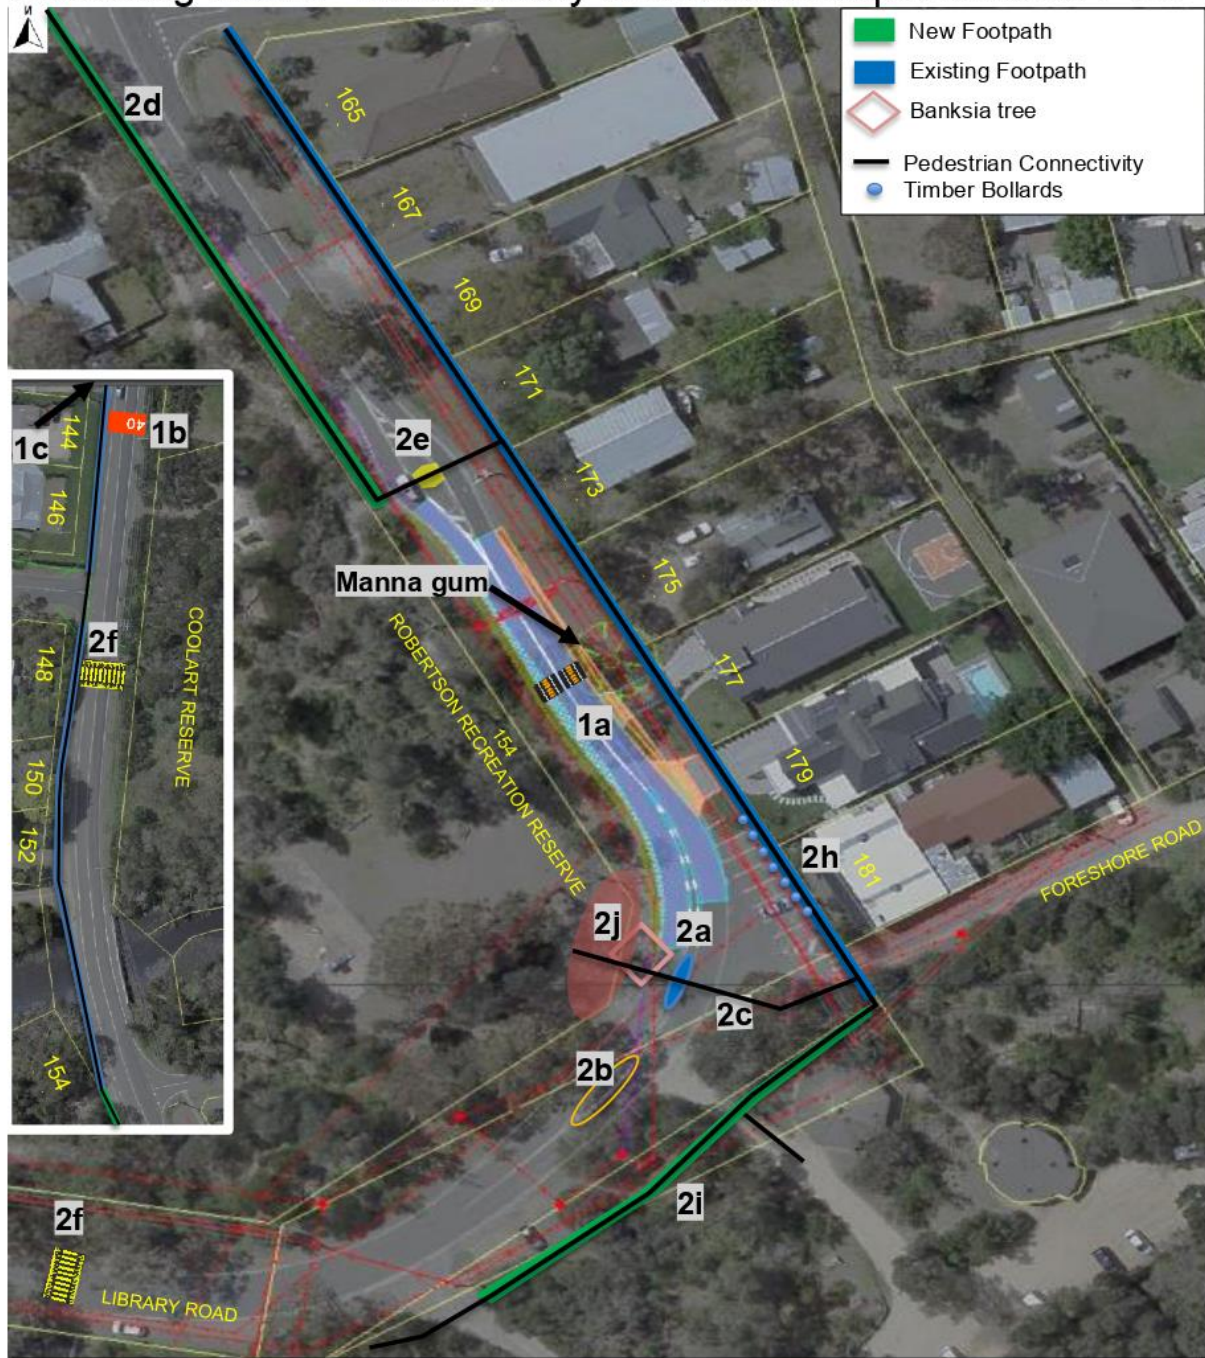 N
New Footpath
Existing Footpath
Banksia tree
Pedestrian Connectivity
Timber Bollards
2d
165
167
169
171
2e
173
Manna gum
175
177
1a
179
ROBERTSON RECREATION RESERVE
154
2h
181
FORESHORE ROAD
2j
2a
2c
2b
2i
2f
LIBRARY ROAD
1c
144
40
1b
146
2f
148
COOLART RESERVE
150
152
154